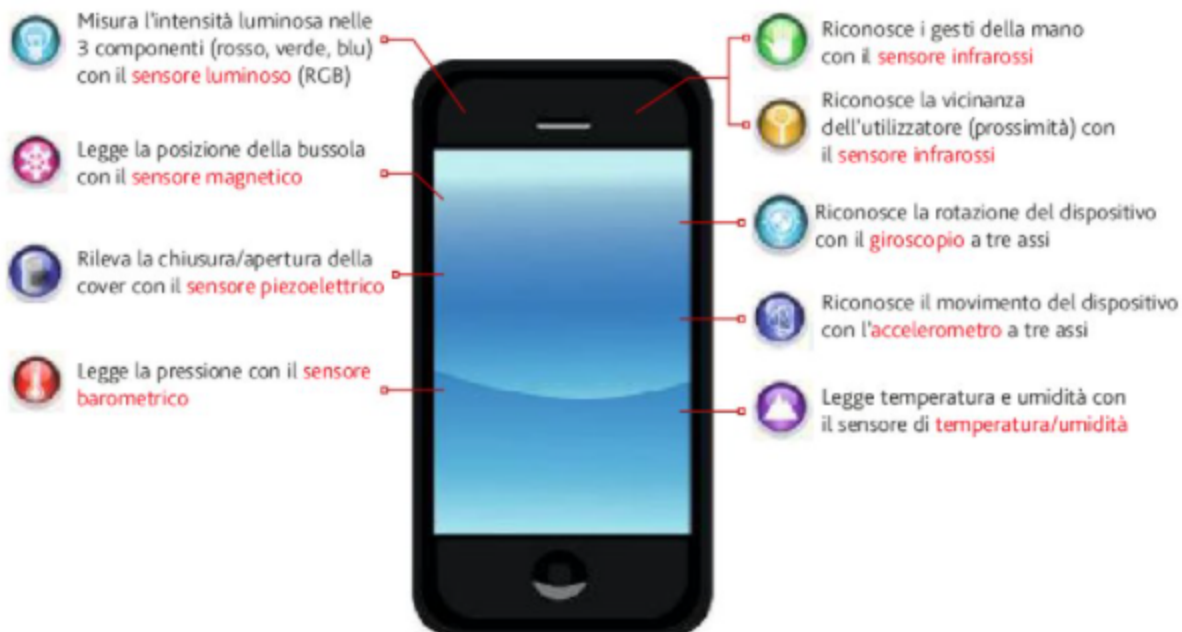 Misura l'intensità luminosa nelle
3 componenti (rosso, verde, blu)
con il sensore luminoso (RGB)
Legge la posizione della bussola
con il sensore magnetico
Rileva la chiusura/apertura della
cover con il sensore piezoelettrico
Legge la pressione con il sensore
barometrico
Riconosce i gesti della mano
con il sensore infrarossi
Riconosce la vicinanza
dell'utilizzatore (prossimità) con
il sensore infrarossi
Riconosce la rotazione del dispositivo
con il giroscopio a tre assi
Riconosce il movimento del dispositivo
con l'accelerometro a tre assi
Legge temperatura e umidità con
il sensore di temperatura/umidità